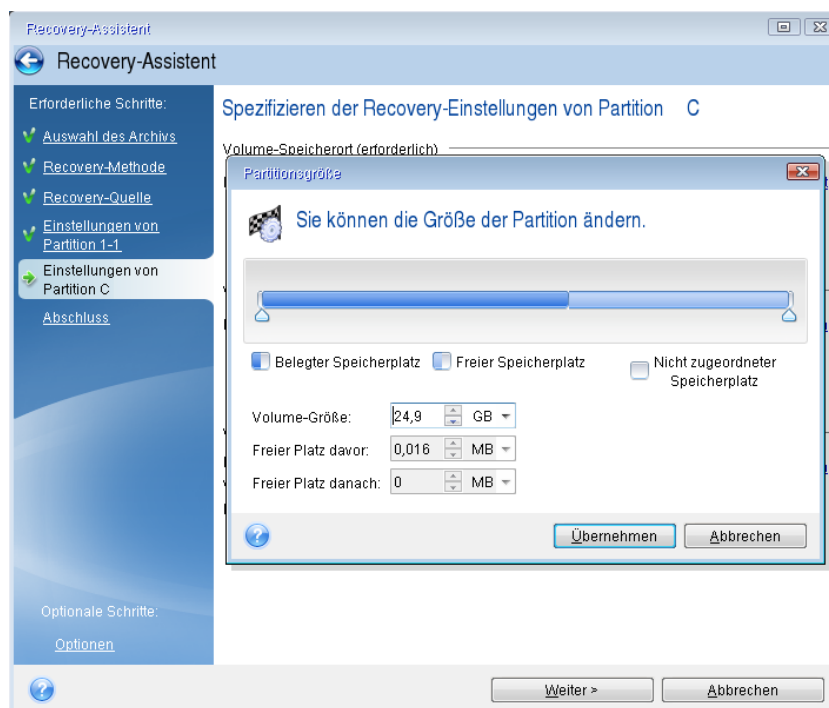 Recovery-Assistent
Recovery-Assistent
Erforderliche Schritte:
Auswahl des Archivs
Recovery-Methode
Recovery-Quelle
Einstellungen von
Partition 1-1
Einstellungen von
Partition C
Abschluss
Optionale Schritte:
Optionen
Spezifizieren der Recovery-Einstellungen von Partition C
Volume-Speicherort (erforderlich)
Partitionsgröße
Sie können die Größe der Partition ändern.
Belegter Speicherplatz Freier Speicherplatz Nicht zugeordneter
Speicherplatz
Volume-Größe: 24,9 GB
Freier Platz davor: 0,016 MB
Freier Platz danach: 0 MB
Übernehmen Abbrechen
Weiter > Abbrechen